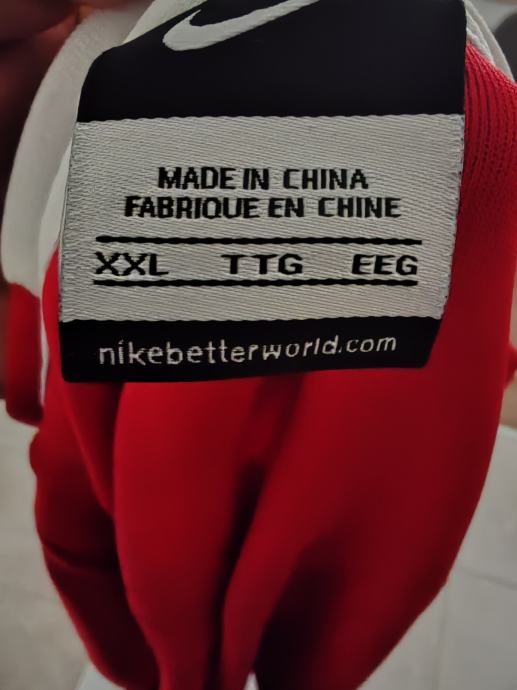 MADE IN CHINA
FABRIQUE EN CHINE
XXL TTG EEG
nikebetterworld.com